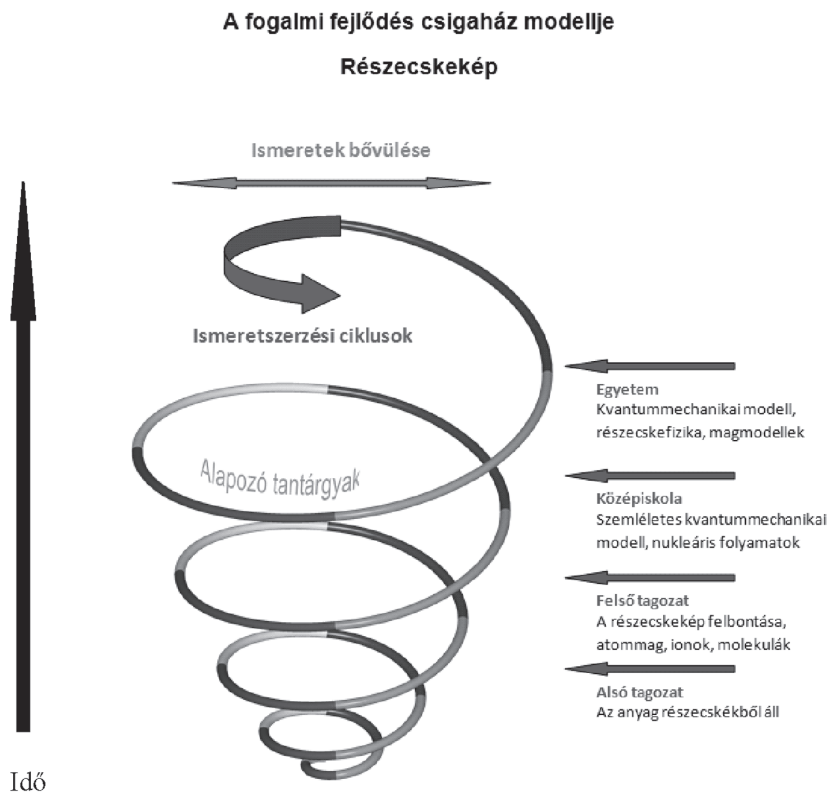 A fogalmi fejlődés csigaház modellje
Részecskekép
Ismeretek bővülése
Ismeretszerzési ciklusok
Alapozó tantárgyak
Egyetem
Kvantummechanikai modell,
részecskefizika, magmodellek
Középiskola
Szemléletes kvantummechanikai
modell, nukleáris folyamatok
Felső tagozat
A részecskekép felbontása,
atommag, ionok, molekulák
Alsó tagozat
Az anyag részecskékből áll
Idő